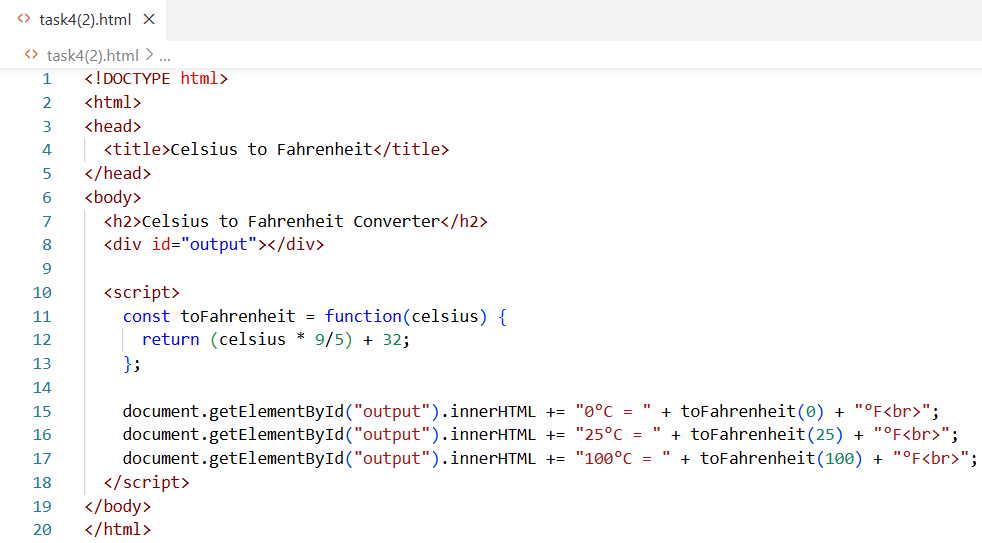 task4(2).html
task4(2).html > ...
1 <!DOCTYPE html>
2 <html>
3 <head>
4   <title>Celsius to Fahrenheit</title>
5 </head>
6 <body>
7   <h2>Celsius to Fahrenheit Converter</h2>
8   <div id="output"></div>
9
10   <script>
11     const toFahrenheit = function(celsius) {
12       return (celsius * 9/5) + 32;
13     };
14
15     document.getElementById("output").innerHTML += "0°C = " + toFahrenheit(0) + "°F<br>";
16     document.getElementById("output").innerHTML += "25°C = " + toFahrenheit(25) + "°F<br>";
17     document.getElementById("output").innerHTML += "100°C = " + toFahrenheit(100) + "°F<br>";
18   </script>
19 </body>
20 </html>